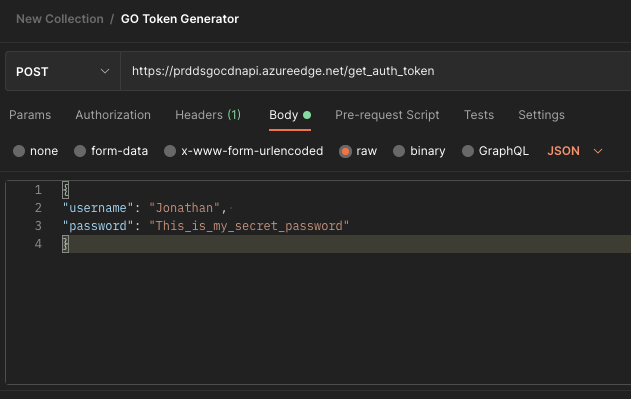 New Collection / GO Token Generator
POST https://prddsgocdnapi.azureedge.net/get_auth_token
Params Authorization Headers (1) Body Pre-request Script Tests Settings
none form-data x-www-form-urlencoded raw binary GraphQL JSON
1 {
2 "username": "Jonathan",
3 "password": "This_is_my_secret_password"
4 }